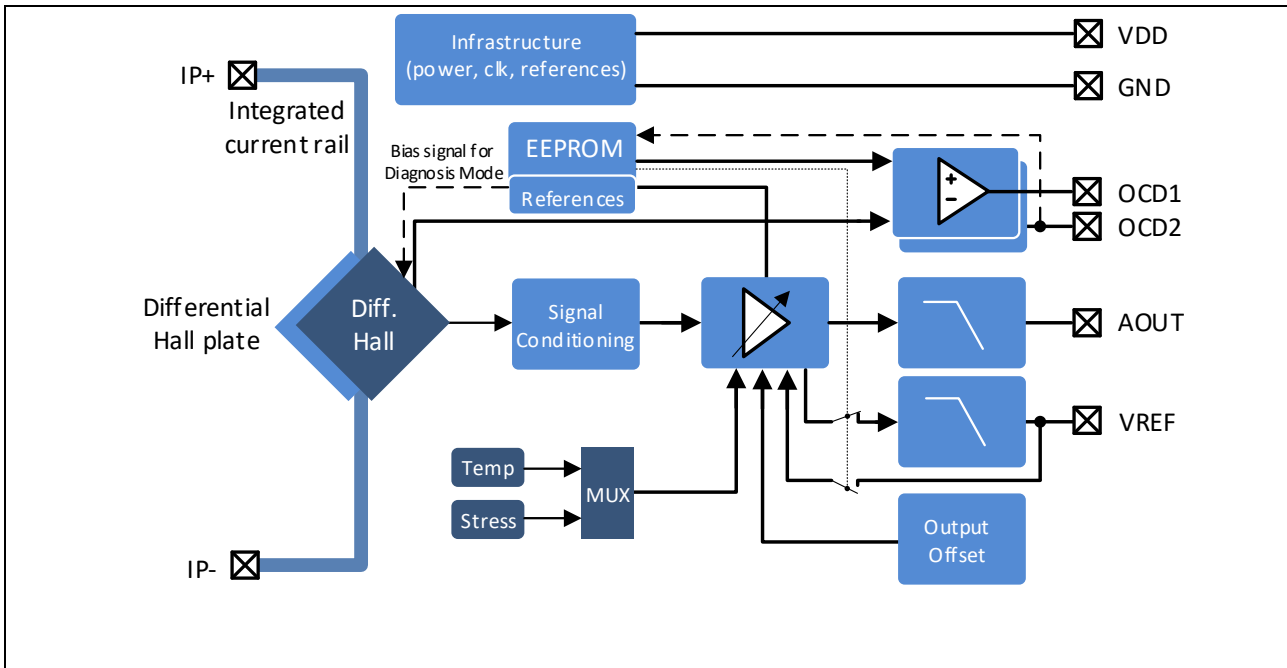 Infrastructure
(power, clk, references)
VDD
GND
IP+
Integrated
current rail
Bias signal for
Diagnosis Mode
EEPROM
References
+
-
OCD1
OCD2
Differential
Hall plate
Diff.
Hall
Signal
Conditioning
AOUT
VREF
Temp
Stress
MUX
Output
Offset
IP-